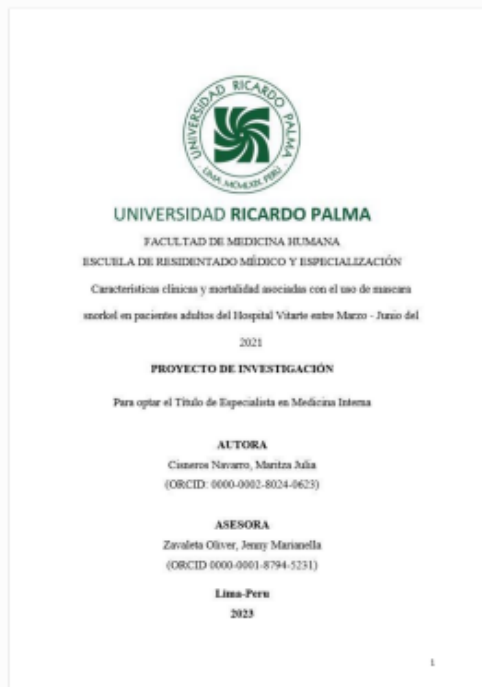 UNIVERSIDAD RICARDO PALMA
LIMA MCMLXIX PERU
UNIVERSIDAD RICARDO PALMA
FACULTAD DE MEDICINA HUMANA
ESCUELA DE RESIDENTADO MÉDICO Y ESPECIALIZACIÓN
Características clínicas y mortalidad asociadas con el uso de mascara
snorkel en pacientes adultos del Hospital Vitarte entre Marzo - Junio del
2021
PROYECTO DE INVESTIGACIÓN
Para optar el Título de Especialista en Medicina Interna
AUTORA
Cisneros Navarro, Maritza Julia
(ORCID: 0000-0002-8024-0623)
ASESORA
Zavaleta Oliver, Jenny Marianella
(ORCID 0000-0001-8794-5231)
Lima-Peru
2023
1